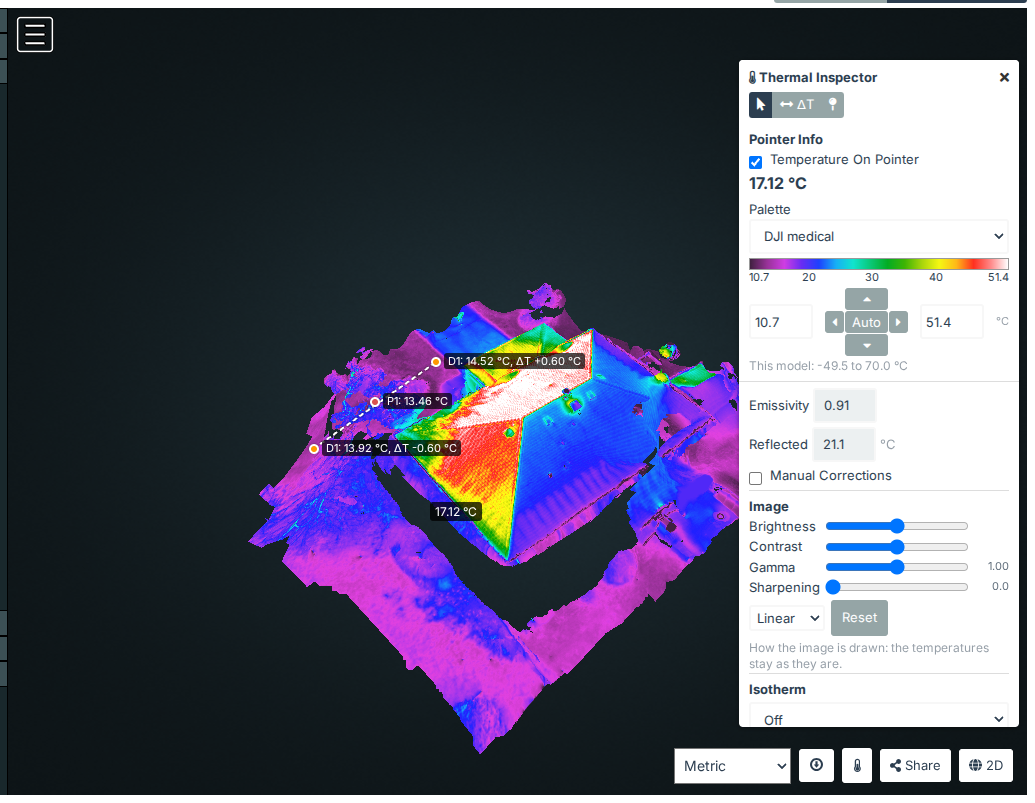 Thermal Inspector
ΔT
Pointer Info
Temperature On Pointer
17.12 °C
Palette
DJI medical
10.7 20 30 40 51.4
10.7 Auto 51.4 °C
This model: -49.5 to 70.0 °C
Emissivity 0.91
Reflected 21.1 °C
Manual Corrections
Image
Brightness
Contrast
Gamma 1.00
Sharpening 0.0
Linear Reset
How the image is drawn: the temperatures
stay as they are.
Isotherm
Off
D1: 14.52 °C, ΔT +0.60 °C
P1: 13.46 °C
D1: 13.92 °C, ΔT -0.60 °C
17.12 °C
Metric Share 2D